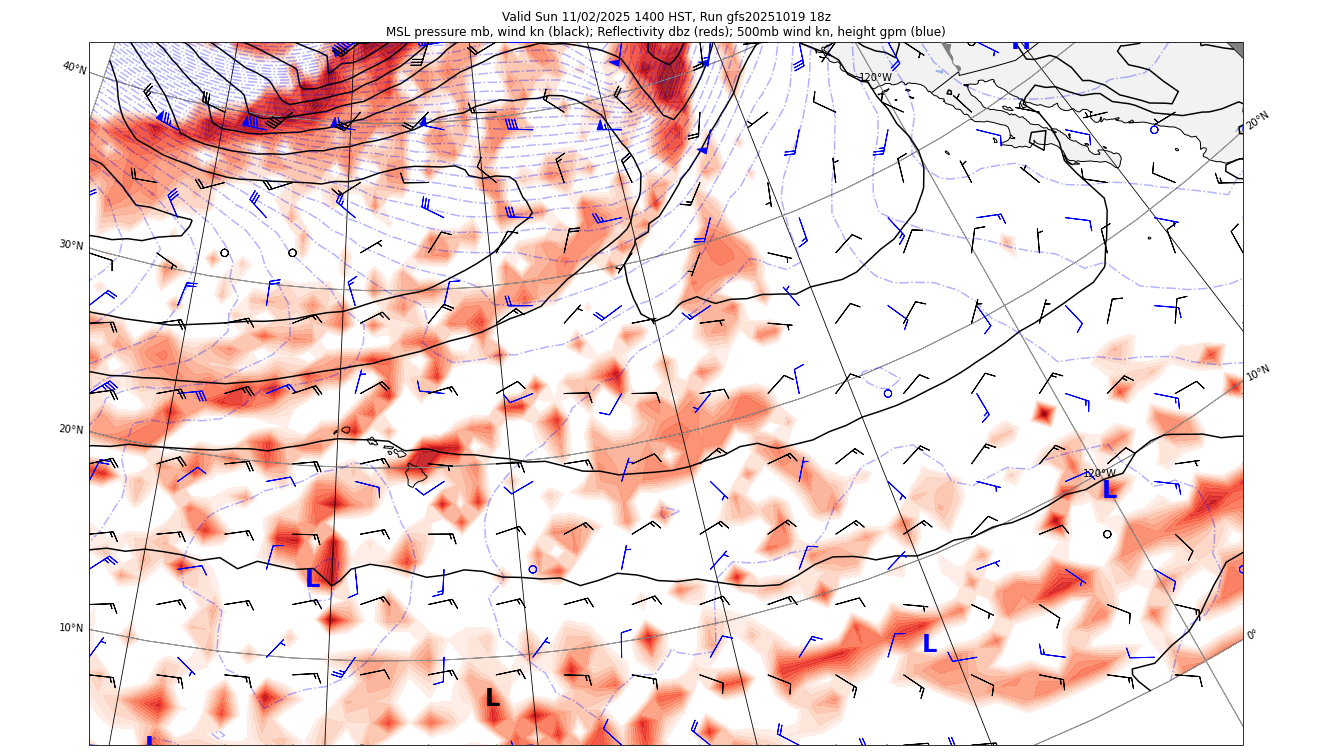 Valid Sun 11/02/2025 1400 HST, Run gfs20251019 18z
MSL pressure mb, wind kn (black); Reflectivity dbz (reds); 500mb wind kn, height gpm (blue)
H
40°N
120°W
20°N
30°N
10°N
20°N
120°W
L
L
10°N
0°
L
L
L